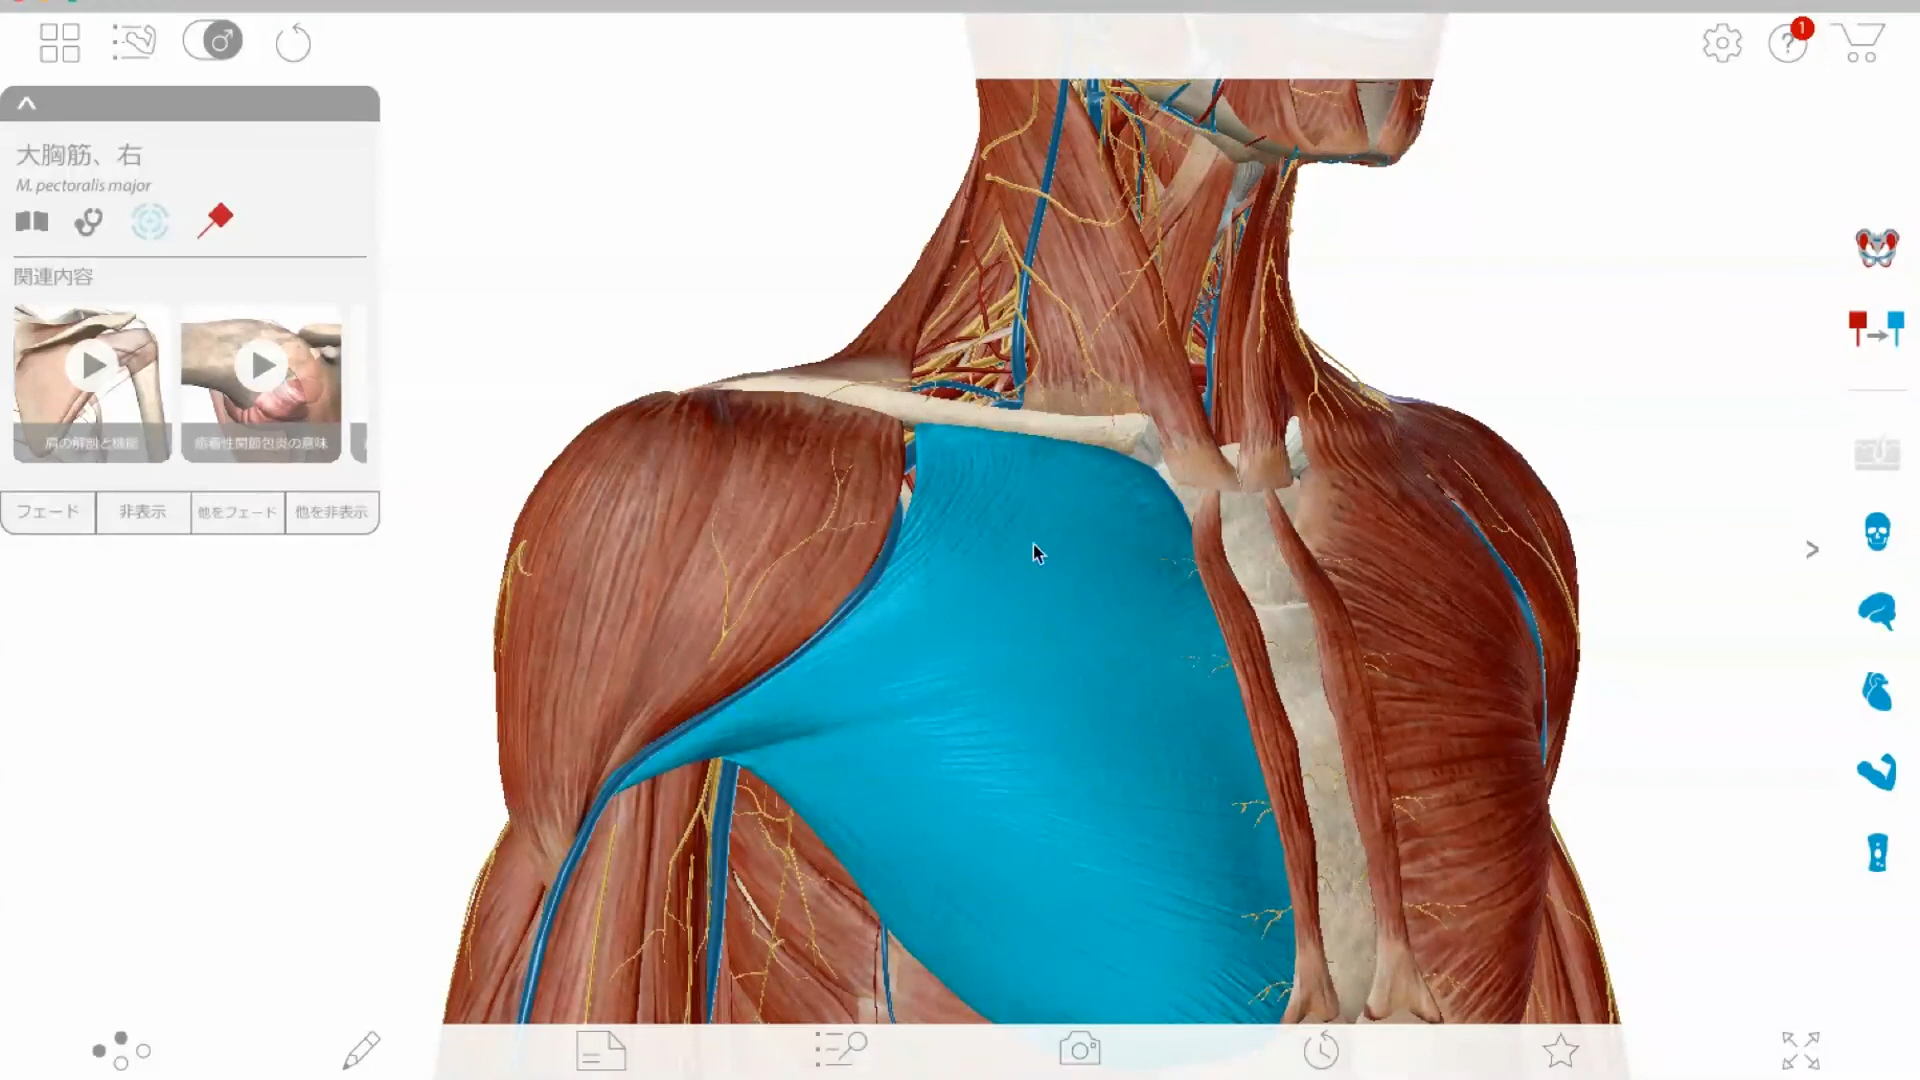 1
大胸筋、右
M. pectoralis major
関連内容
肩の解剖と機能
癒着性関節包炎の意味
フェード
非表示
他をフェード
他を非表示